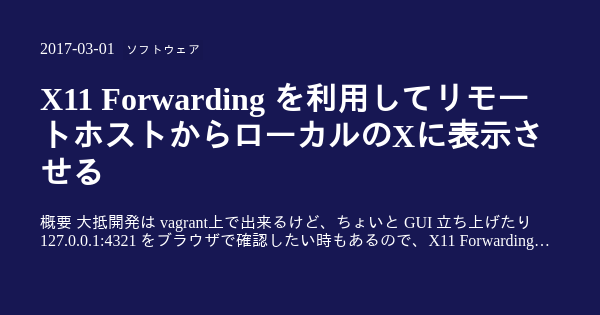 2017-03-01 ソフトウェア
X11 Forwarding を利用してリモー
トホストからローカルのXに表示さ
せる
概要 大抵開発は vagrant上で出来るけど、ちょいと GUI 立ち上げたり
127.0.0.1:4321 をブラウザで確認したい時もあるので、X11 Forwarding…